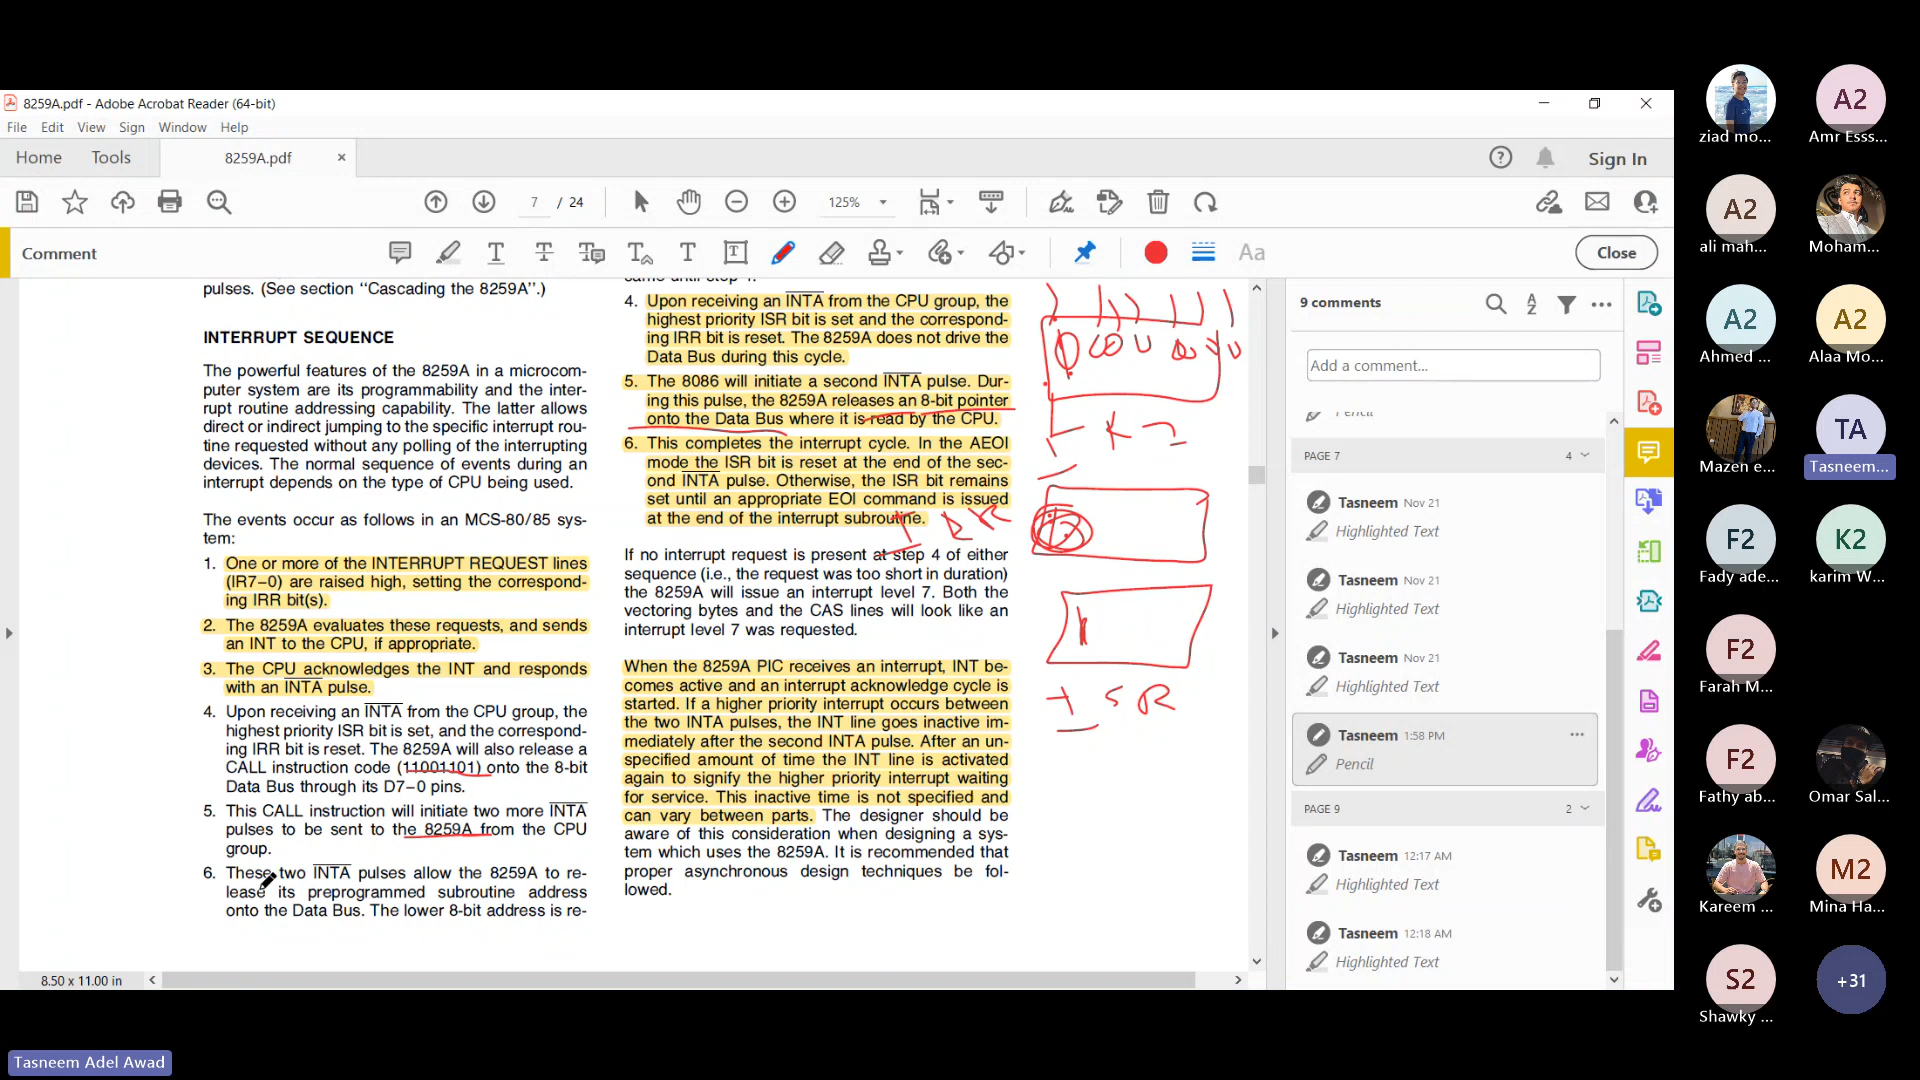 8259A.pdf - Adobe Acrobat Reader (64-bit)
File Edit View Sign Window Help
Home Tools 8259A.pdf × Sign In
7 / 24 125%
Comment Aa Close
pulses. (See section “Cascading the 8259A”.)
INTERRUPT SEQUENCE
The powerful features of the 8259A in a microcom-
puter system are its programmability and the inter-
rupt routine addressing capability. The latter allows
direct or indirect jumping to the specific interrupt rou-
tine requested without any polling of the interrupting
devices. The normal sequence of events during an
interrupt depends on the type of CPU being used.
The events occur as follows in an MCS-80/85 sys-
tem:
1. One or more of the INTERRUPT REQUEST lines
(IR7–0) are raised high, setting the correspond-
ing IRR bit(s).
2. The 8259A evaluates these requests, and sends
an INT to the CPU, if appropriate.
3. The CPU acknowledges the INT and responds
with an INTA pulse.
4. Upon receiving an INTA from the CPU group, the
highest priority ISR bit is set, and the correspond-
ing IRR bit is reset. The 8259A will also release a
CALL instruction code (11001101) onto the 8-bit
Data Bus through its D7–0 pins.
5. This CALL instruction will initiate two more INTA
pulses to be sent to the 8259A from the CPU
group.
6. These two INTA pulses allow the 8259A to re-
lease its preprogrammed subroutine address
onto the Data Bus. The lower 8-bit address is re-
same until step 4.
4. Upon receiving an INTA from the CPU group, the
highest priority ISR bit is set and the correspond-
ing IRR bit is reset. The 8259A does not drive the
Data Bus during this cycle.
5. The 8086 will initiate a second INTA pulse. Dur-
ing this pulse, the 8259A releases an 8-bit pointer
onto the Data Bus where it is read by the CPU.
6. This completes the interrupt cycle. In the AEOI
mode the ISR bit is reset at the end of the sec-
ond INTA pulse. Otherwise, the ISR bit remains
set until an appropriate EOI command is issued
at the end of the interrupt subroutine.
If no interrupt request is present at step 4 of either
sequence (i.e., the request was too short in duration)
the 8259A will issue an interrupt level 7. Both the
vectoring bytes and the CAS lines will look like an
interrupt level 7 was requested.
When the 8259A PIC receives an interrupt, INT be-
comes active and an interrupt acknowledge cycle is
started. If a higher priority interrupt occurs between
the two INTA pulses, the INT line goes inactive im-
mediately after the second INTA pulse. After an un-
specified amount of time the INT line is activated
again to signify the higher priority interrupt waiting
for service. This inactive time is not specified and
can vary between parts. The designer should be
aware of this consideration when designing a sys-
tem which uses the 8259A. It is recommended that
proper asynchronous design techniques be fol-
lowed.
IRR
ISR
8.50 x 11.00 in
9 comments
Add a comment...
Pencil
PAGE 7 4
Tasneem Nov 21
Highlighted Text
Tasneem Nov 21
Highlighted Text
Tasneem Nov 21
Highlighted Text
Tasneem 1:58 PM
Pencil
PAGE 9 2
Tasneem 12:17 AM
Highlighted Text
Tasneem 12:18 AM
Highlighted Text
A2
ziad mo... Amr Esss...
A2
ali mah... Moham...
A2 A2
Ahmed ... Alaa Mo...
TA
Mazen e... Tasneem...
F2 K2
Fady ade... karim W...
F2 F2
Farah M... Farah M...
F2
Fathy ab... Omar Sal...
M2
Kareem ... Mina Ha...
S2 +31
Shawky ...
Tasneem Adel Awad